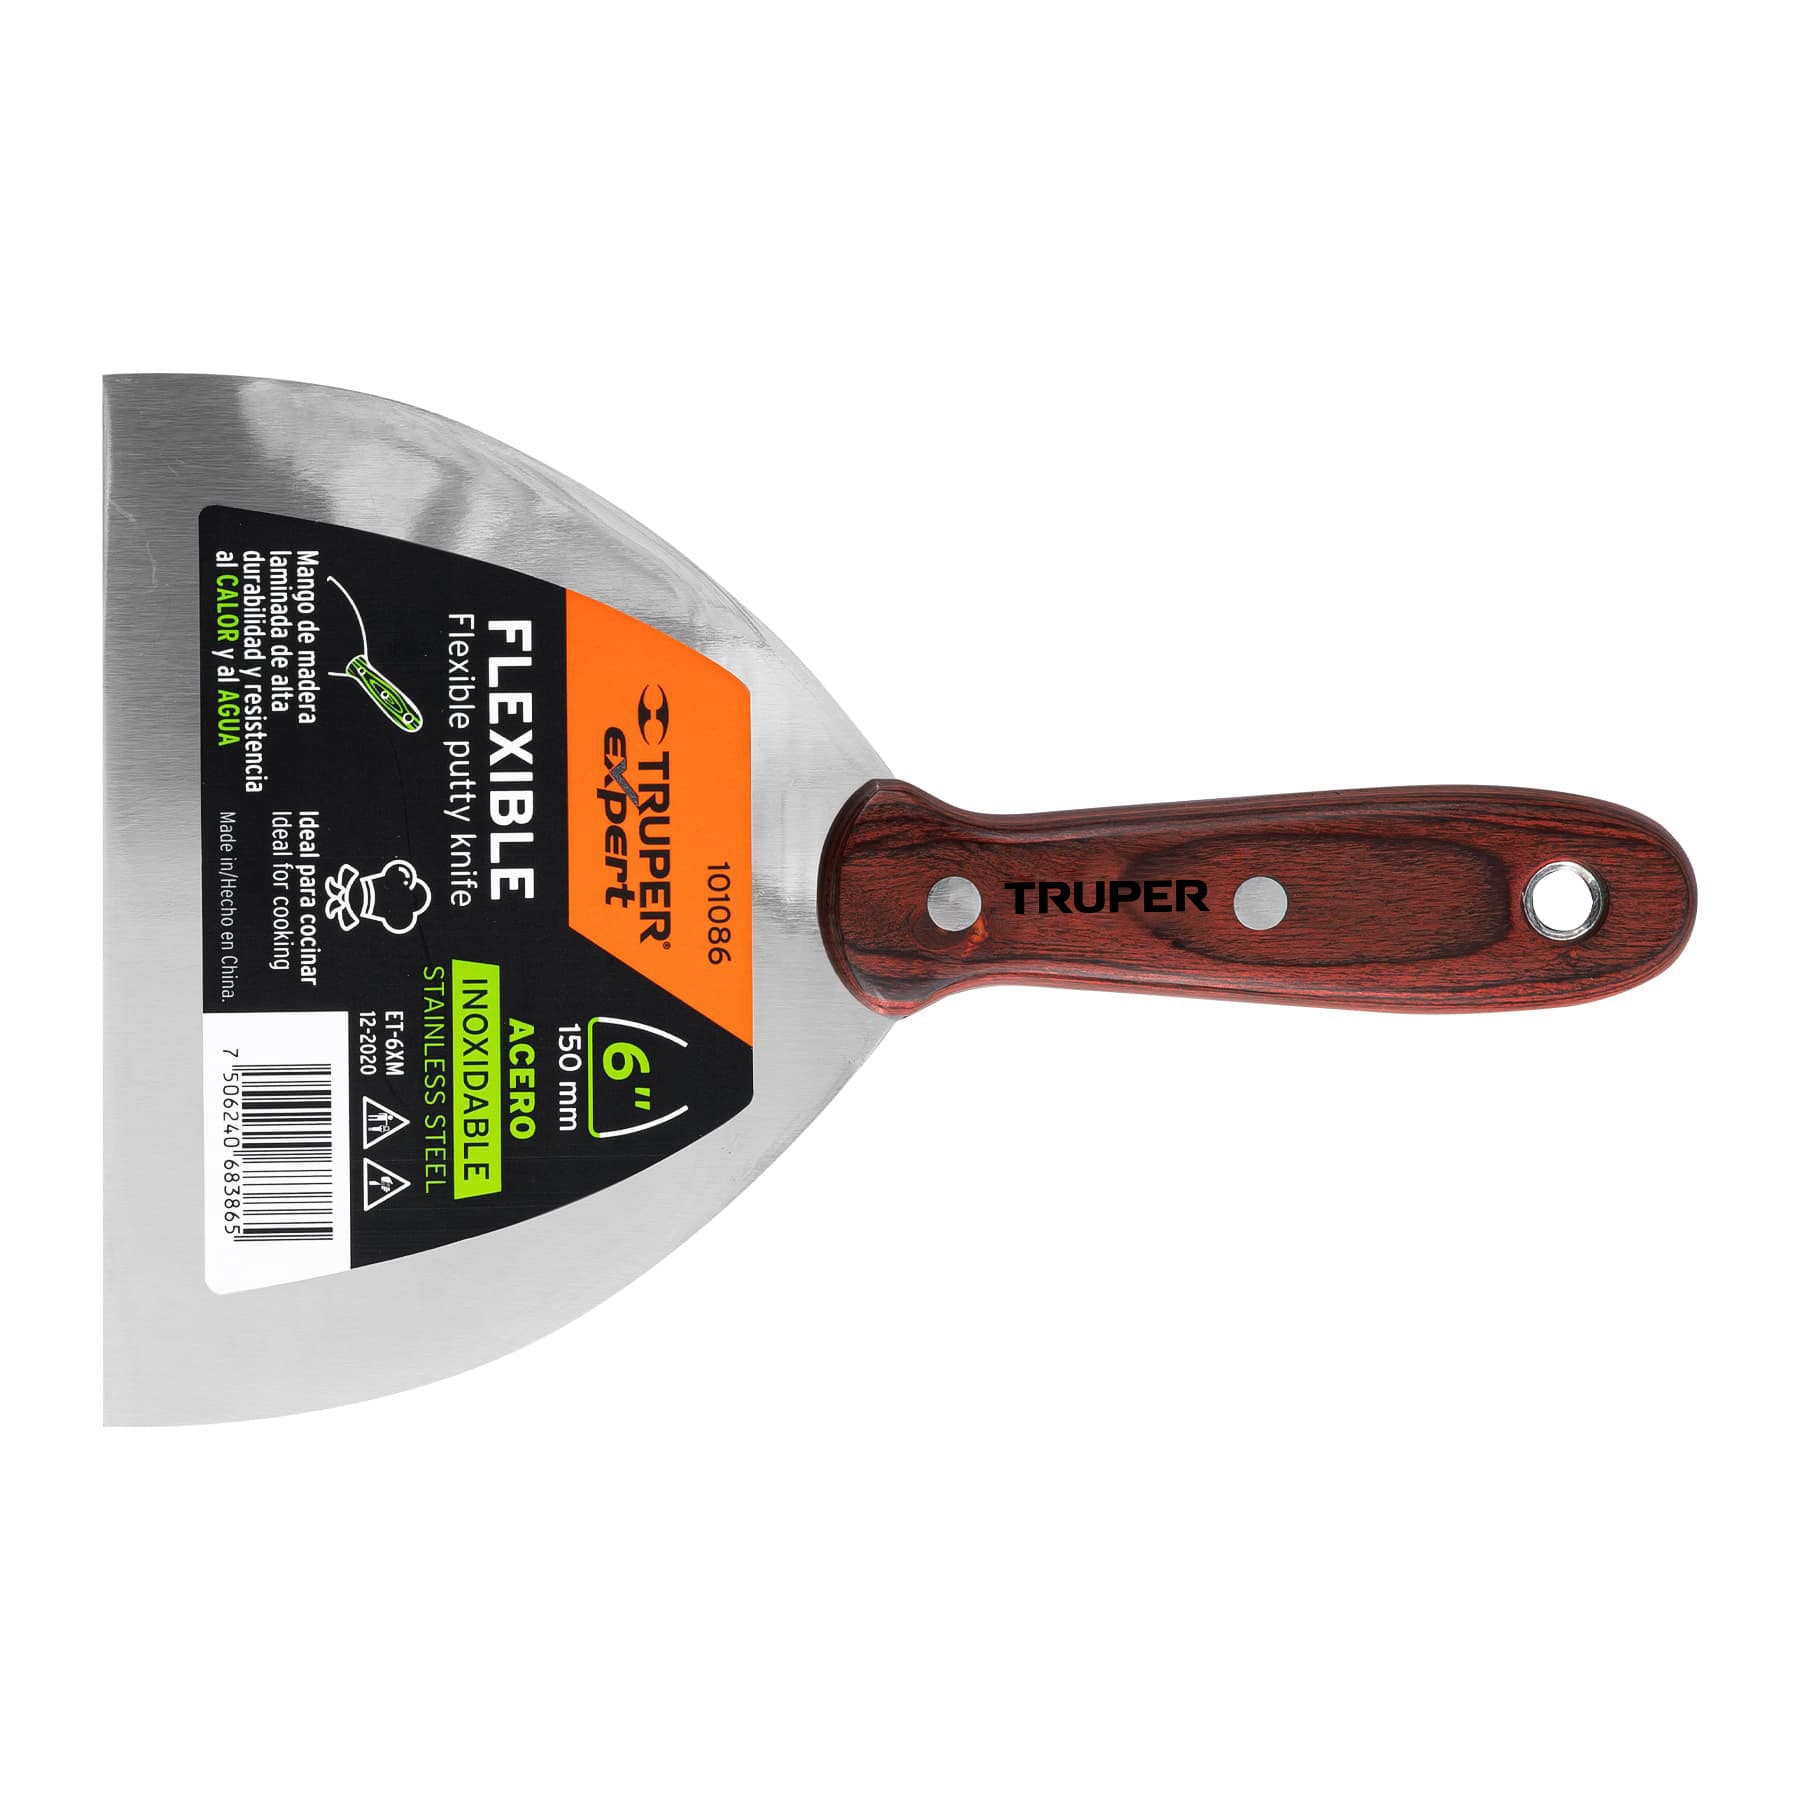 101086
TRUPER®
expert
FLEXIBLE
Flexible putty knife
6"
150 mm
ACERO
INOXIDABLE
STAINLESS STEEL
Mango de madera
laminada de alta
durabilidad y resistencia
al CALOR y al AGUA
Ideal para cocinar
Ideal for cooking
Made in/Hecho en China.
ET-6XM
12-2020
7 506240 683865
TRUPER